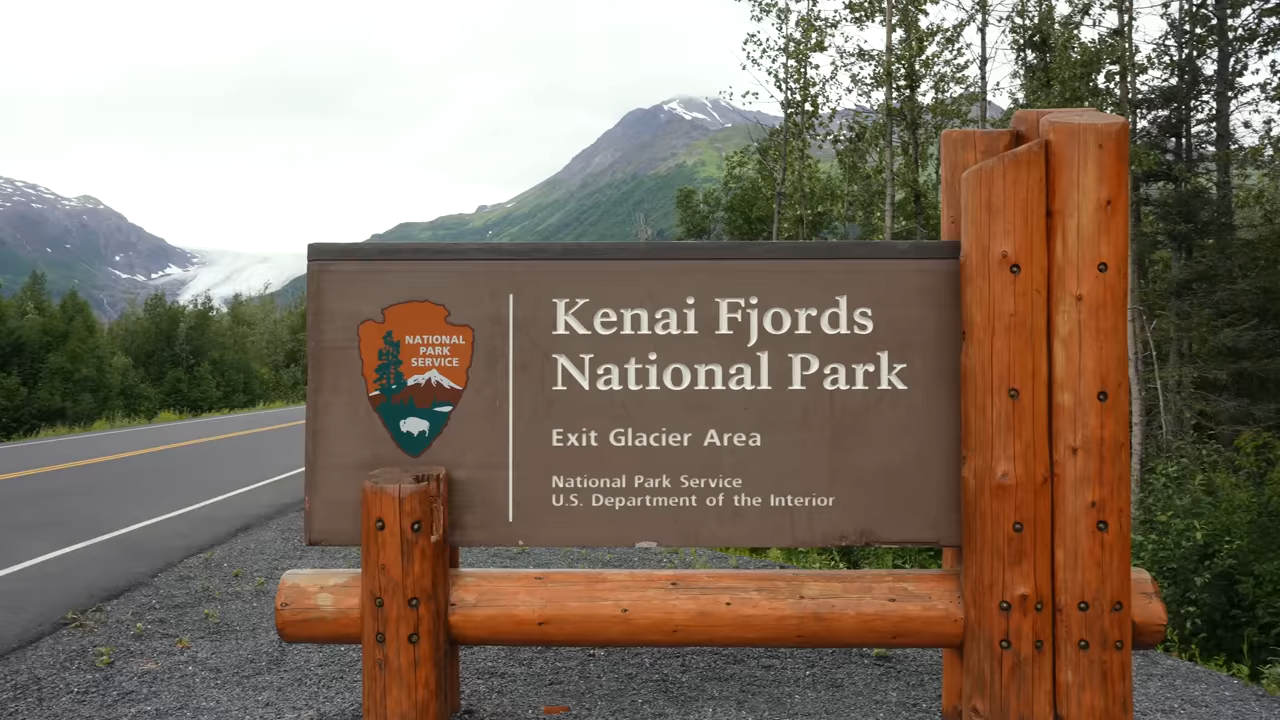 NATIONAL
PARK
SERVICE
Kenai Fjords
National Park
Exit Glacier Area
National Park Service
U.S. Department of the Interior